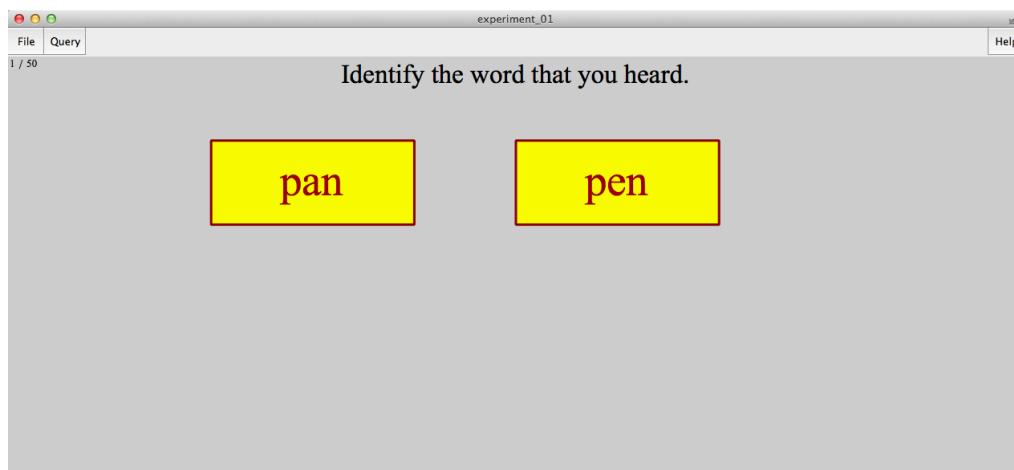 experiment_01
File Query Help
1 / 50
Identify the word that you heard.
pan pen